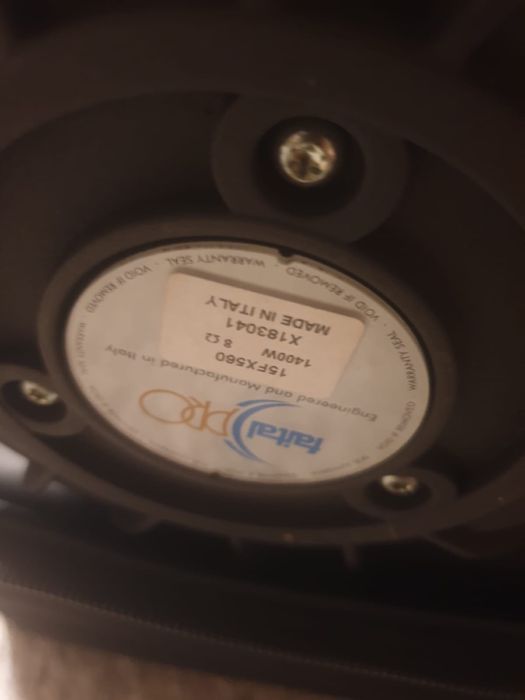 faital PRO
Engineered and Manufactured in Italy
15FX560
1400W 8 Ω
X183041
MADE IN ITALY
WARRANTY SEAL · VOID IF REMOVED · WARRANTY SEAL · VOID IF REMOVED